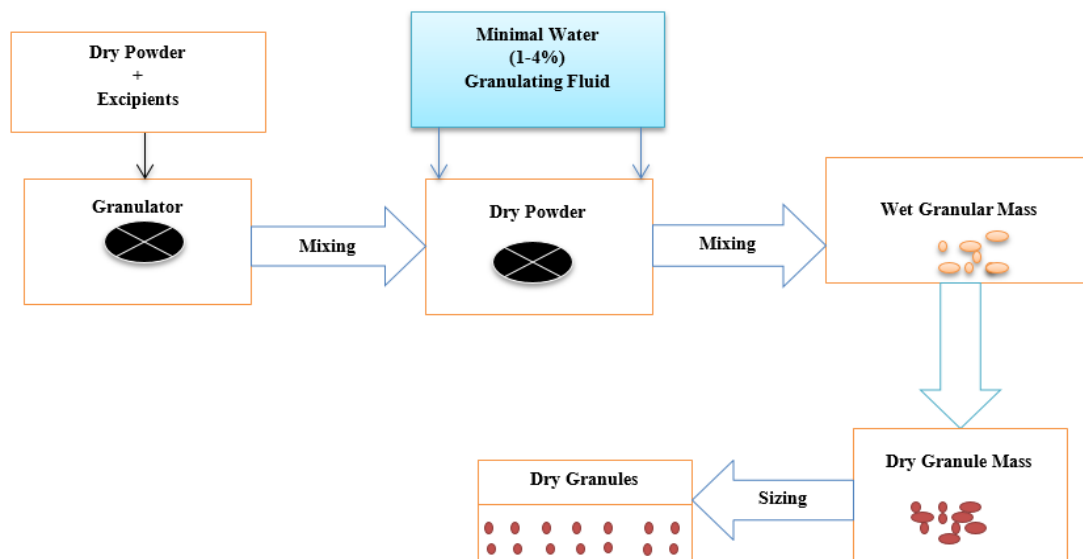 Dry Powder
+
Excipients
Minimal Water
(1-4%)
Granulating Fluid
Granulator
Mixing
Dry Powder
Mixing
Wet Granular Mass
Dry Granule Mass
Sizing
Dry Granules